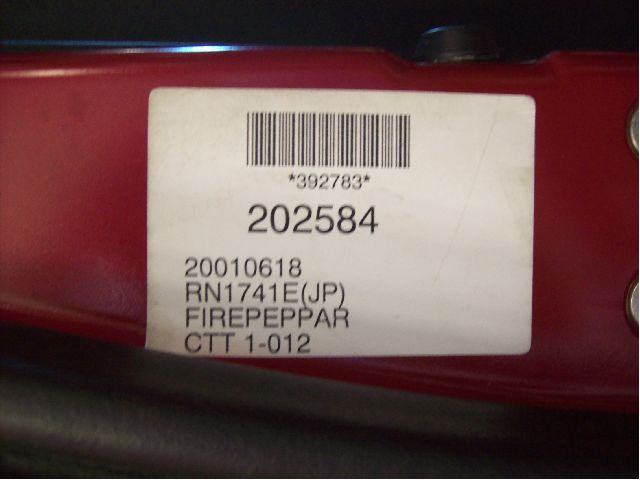 *392783*
202584
20010618
RN1741E(JP)
FIREPEPPAR
CTT 1-012